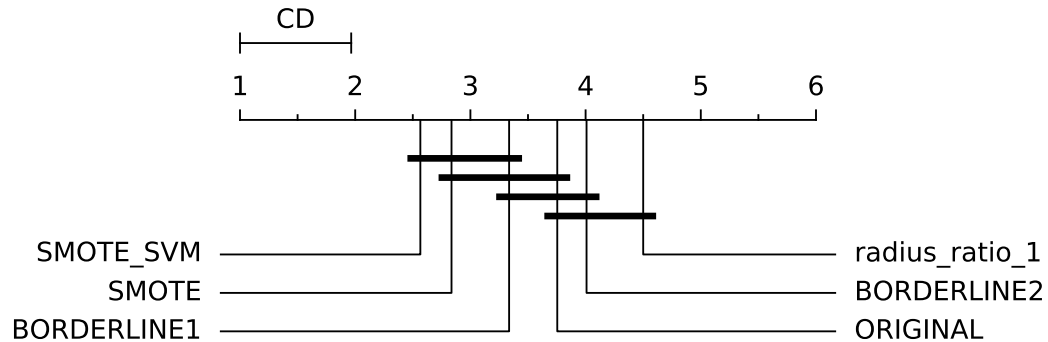 CD
1 2 3 4 5 6
SMOTE_SVM radius_ratio_1
SMOTE BORDERLINE2
BORDERLINE1 ORIGINAL